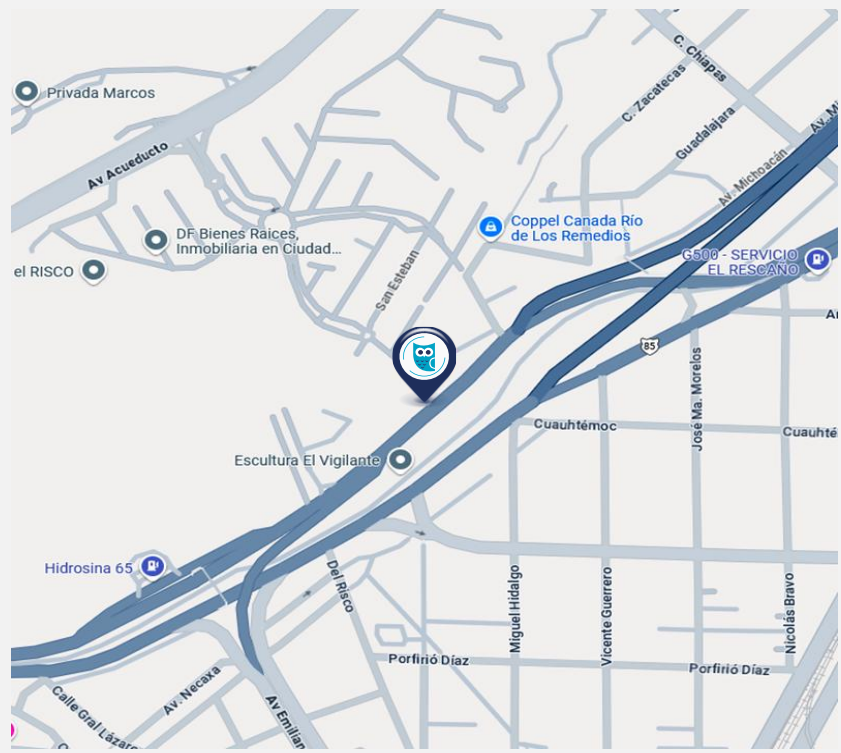 C. Chiapas
Privada Marcos
C. Zacatecas
Av. Mi
Guadalajara
Av Acueducto
Av. Michoacán
Coppel Canada Río
de Los Remedios
DF Bienes Raices,
Inmobiliaria en Ciudad...
G500 - SERVICIO
EL RESCAÑO
el RISCO
San Esteban
Ar
85
José Ma. Morelos
Cuauhtémoc
Cuauhté
Escultura El Vigilante
Hidrosina 65
Del Risco
Miguel Hidalgo
Vicente Guerrero
Nicolás Bravo
Porfirió Díaz
Porfirió Díaz
Av. Necaxa
Calle Gral Lázaro
Av Emilian